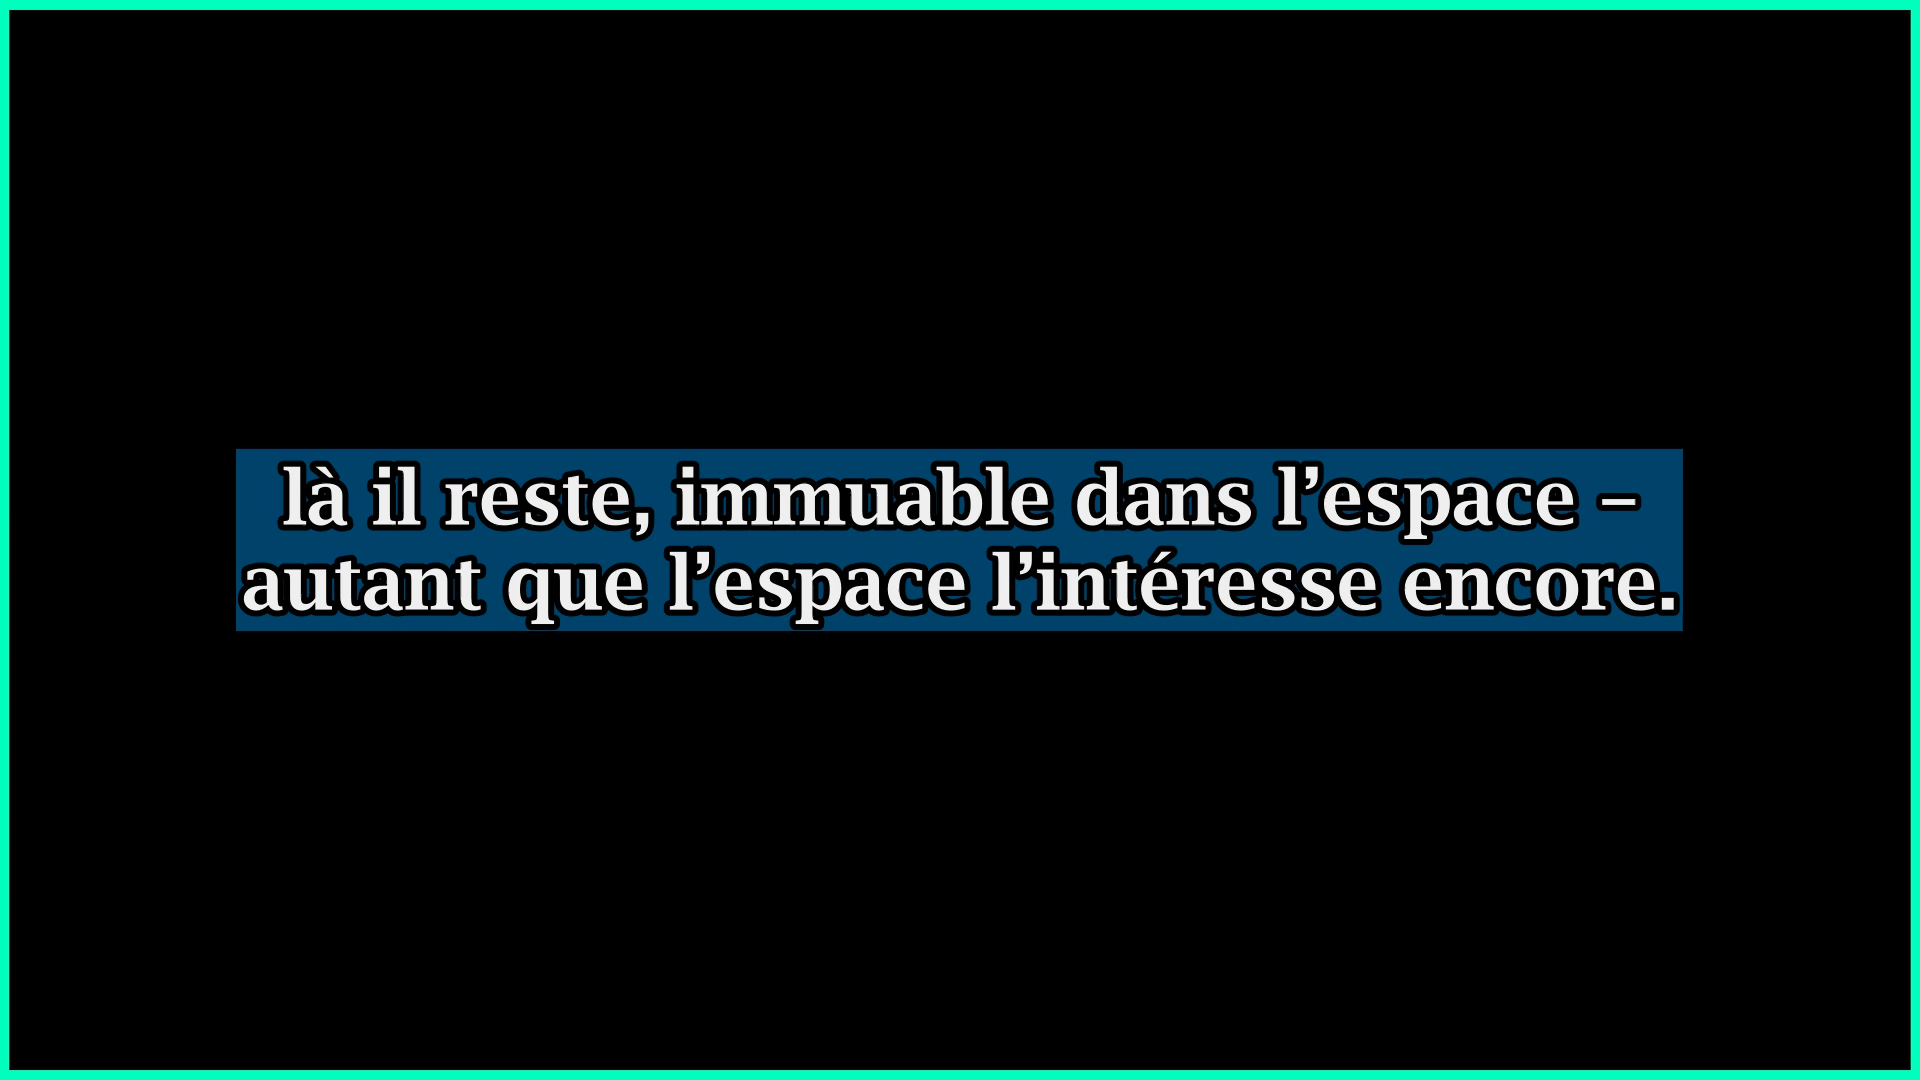 là il reste, immuable dans l’espace –
autant que l’espace l’intéresse encore.